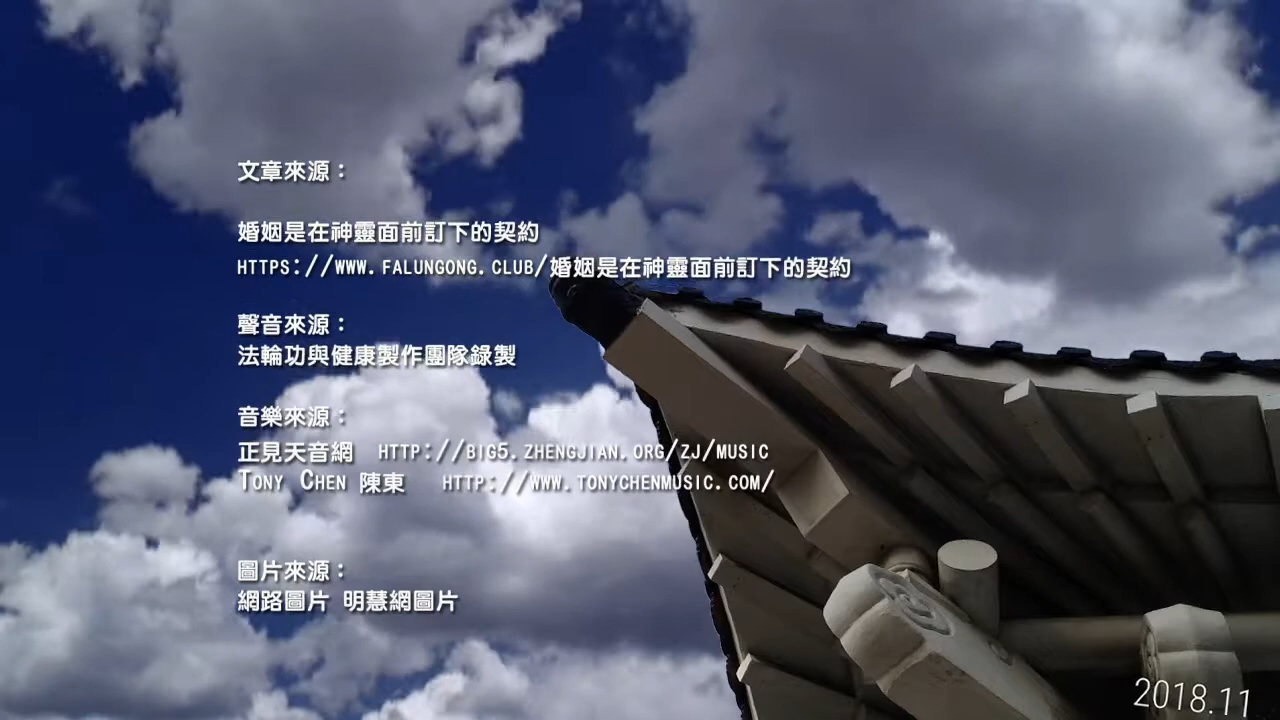 文章來源：
婚姻是在神靈面前訂下的契約
HTTPS://WWW.FALUNGONG.CLUB/婚姻是在神靈面前訂下的契約
聲音來源：
法輪功與健康製作團隊錄製
音樂來源：
正見天音網 HTTP://BIG5.ZHENGJIAN.ORG/ZJ/MUSIC
TONY CHEN 陳東 HTTP://WWW.TONYCHENMUSIC.COM/
圖片來源：
網路圖片 明慧網圖片
2018.11